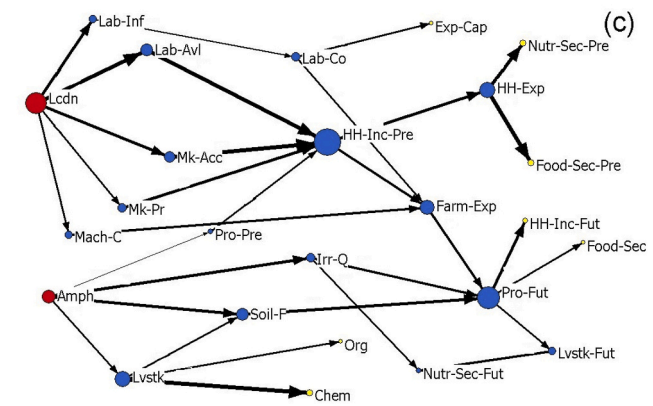 (c)
Lab-Inf
Exp-Cap
Nutr-Sec-Pre
Lab-Avl
Lab-Co
HH-Exp
Lcdn
HH-Inc-Pre
Mk-Acc
Food-Sec-Pre
Mk-Pr
Farm-Exp
Mach-C
Pro-Pre
HH-Inc-Fut
Food-Sec
Irr-Q
Amph
Pro-Fut
Soil-F
Org
Lvstk-Fut
Lvstk
Nutr-Sec-Fut
Chem